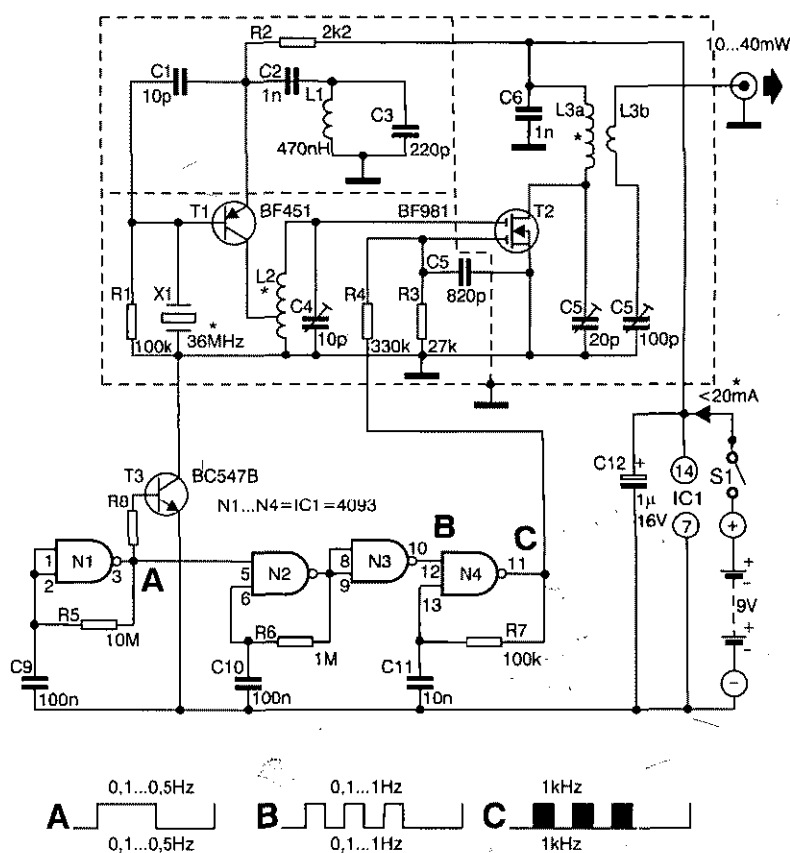 R2 2k2
10...40mW
C1
10p
C2
1n
L1
470nH
C3
220p
C6
1n
L3a
*
L3b
T1
BF451
BF981
T2
R1
100k
X1
*
36MHz
L2
*
C4
10p
R4
330k
C5
820p
R3
27k
C5
20p
C5
100p
*
<20mA
T3
BC547B
R8
N1...N4=IC1=4093
C12
+
1µ
16V
14
IC1
7
S1
+
+
-
9V
+
-
−
1
2
N1
3
A
5
6
N2
8
9
N3
10
B
12
13
N4
11
C
R5
10M
R6
1M
R7
100k
C9
100n
C10
100n
C11
10n
A
0,1...0,5Hz
0,1...0,5Hz
B
0,1...1Hz
0,1...1Hz
C
1kHz
1kHz